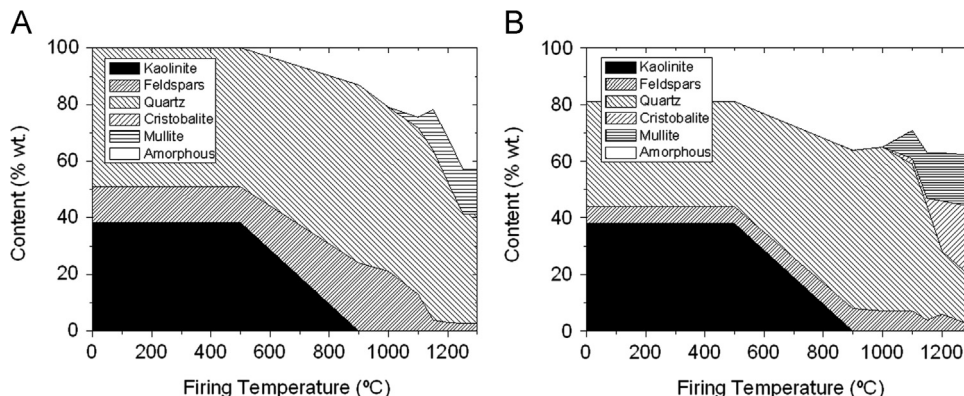 A
100
80
60
40
20
0
Content (% wt.)
Kaolinite
Feldspars
Quartz
Cristobalite
Mullite
Amorphous
0 200 400 600 800 1000 1200
Firing Temperature (ºC)
B
100
80
60
40
20
0
Content (% wt.)
Kaolinite
Feldspars
Quartz
Cristobalite
Mullite
Amorphous
0 200 400 600 800 1000 1200
Firing Temperature (ºC)